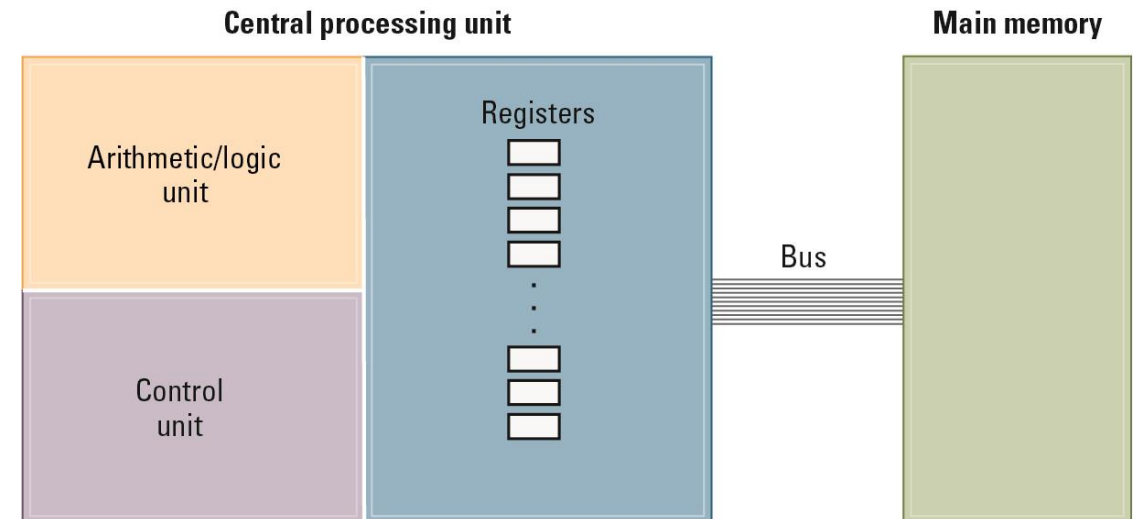 Central processing unit
Main memory
Registers
Arithmetic/logic
unit
Bus
Control
unit